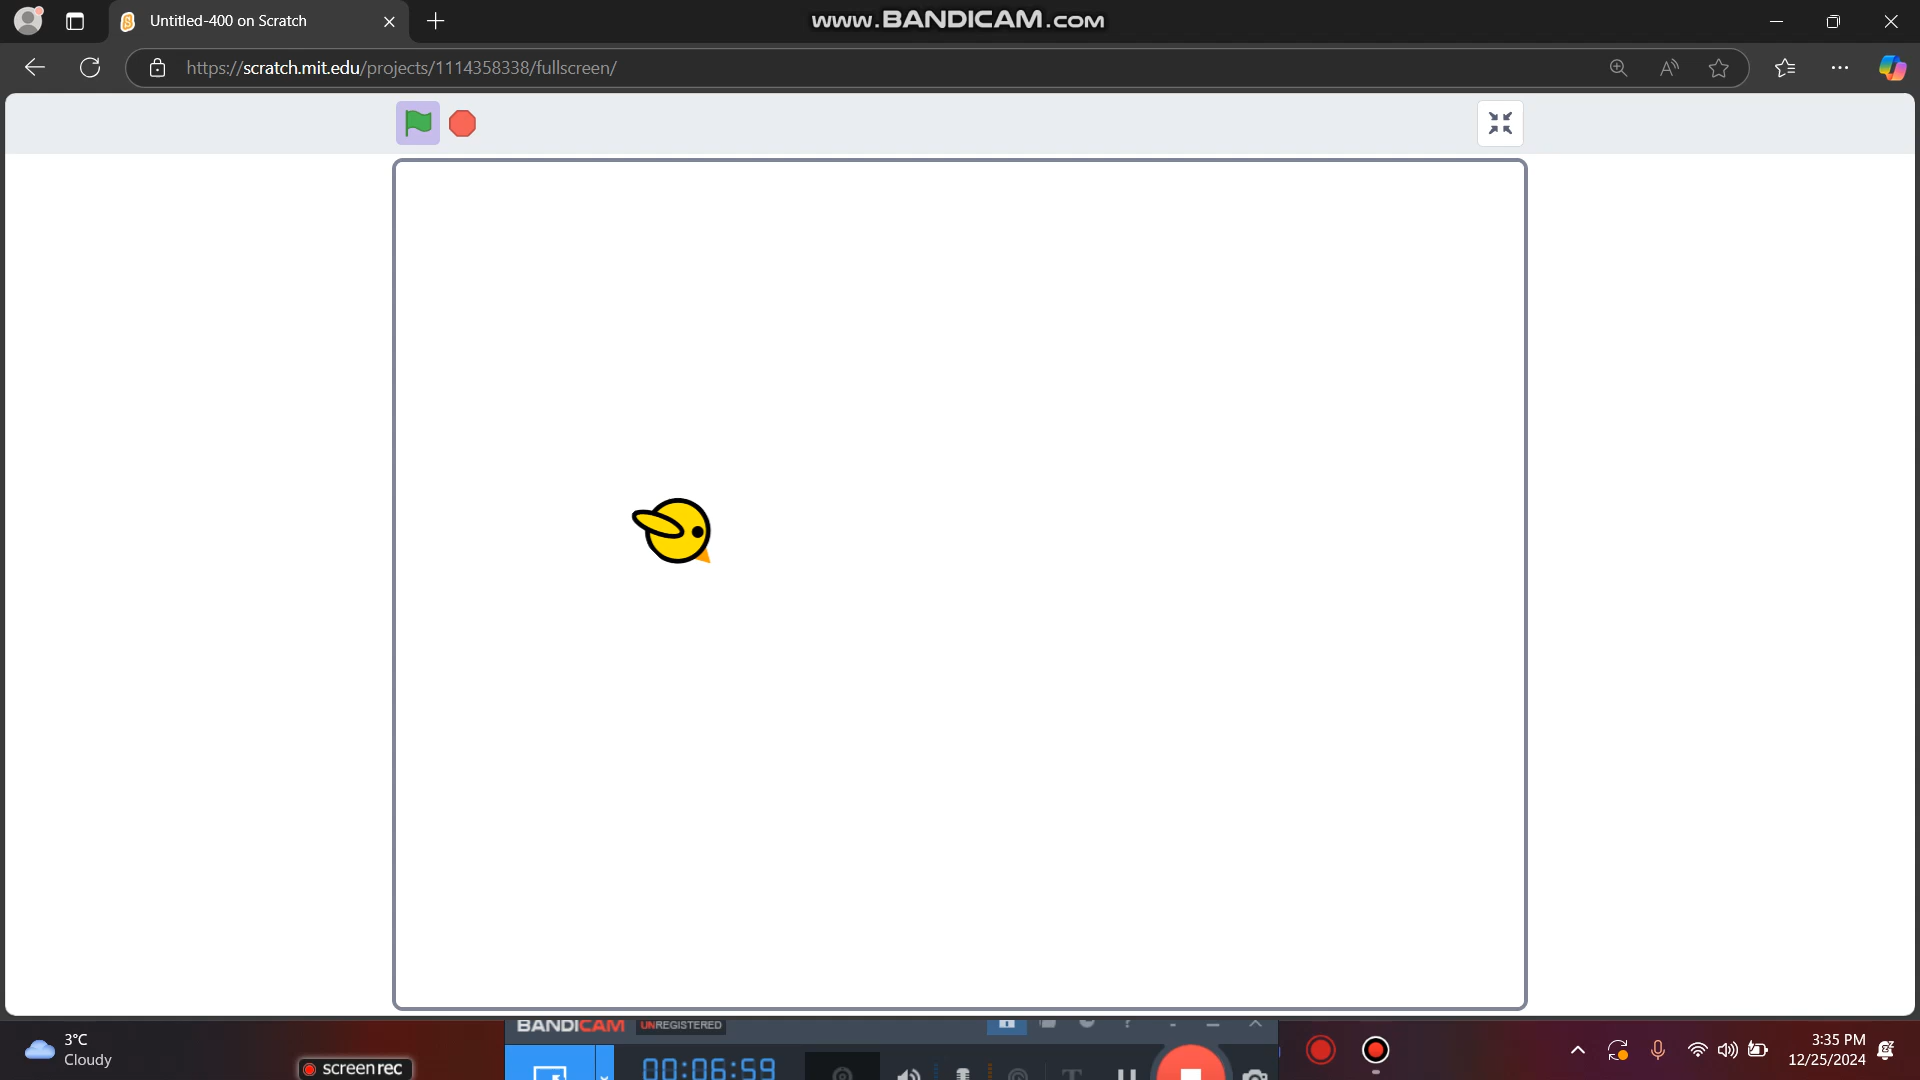 Untitled-400 on Scratch
www.BANDICAM.com
https://scratch.mit.edu/projects/1114358338/fullscreen/
3°C
Cloudy
screenrec
BANDICAM UNREGISTERED
00:06:59
3:35 PM
12/25/2024